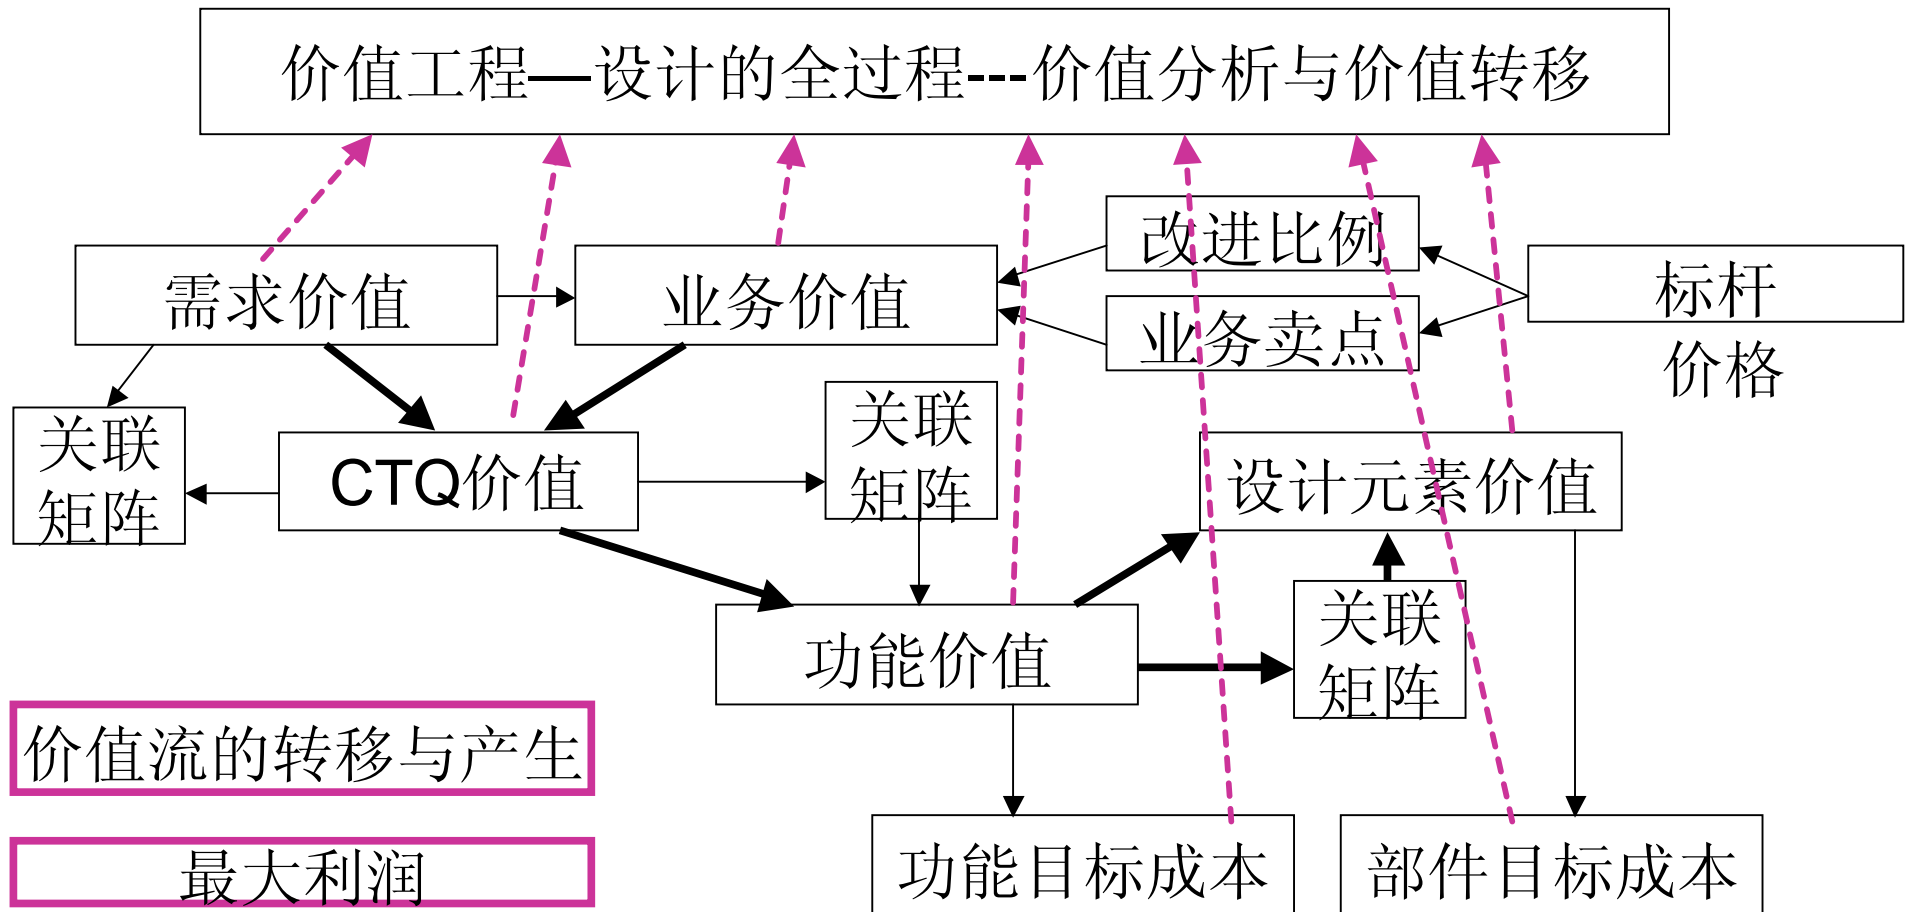 价值工程—设计的全过程---价值分析与价值转移
改进比例
需求价值
业务价值
标杆
价格
业务卖点
关联
矩阵
CTQ价值
关联
矩阵
设计元素价值
关联
矩阵
功能价值
价值流的转移与产生
最大利润
功能目标成本
部件目标成本